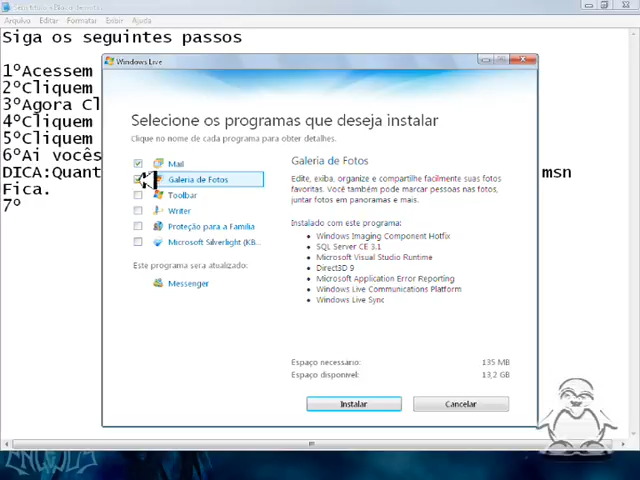 Arquivo Editar Formatar Exibir Ajuda
Siga os seguintes passos
1ºAcessem
2ºCliquem
3ºAgora Cl
4ºCliquem
5ºCliquem
6ºAi vocês
DICA:Quant
msn
Fica.
7º
Windows Live
Selecione os programas que deseja instalar
Clique no nome de cada programa para obter detalhes.
Mail
Galeria de Fotos
Toolbar
Writer
Proteção para a Família
Microsoft Silverlight (KB...
Este programa será atualizado:
Messenger
Galeria de Fotos
Edite, exiba, organize e compartilhe facilmente suas fotos
favoritas. Você também pode marcar pessoas nas fotos,
juntar fotos em panoramas e mais.
Instalado com este programa:
Windows Imaging Component Hotfix
SQL Server CE 3.1
Microsoft Visual Studio Runtime
Direct3D 9
Microsoft Application Error Reporting
Windows Live Communications Platform
Windows Live Sync
Espaço necessário: 135 MB
Espaço disponível: 13,2 GB
Instalar
Cancelar